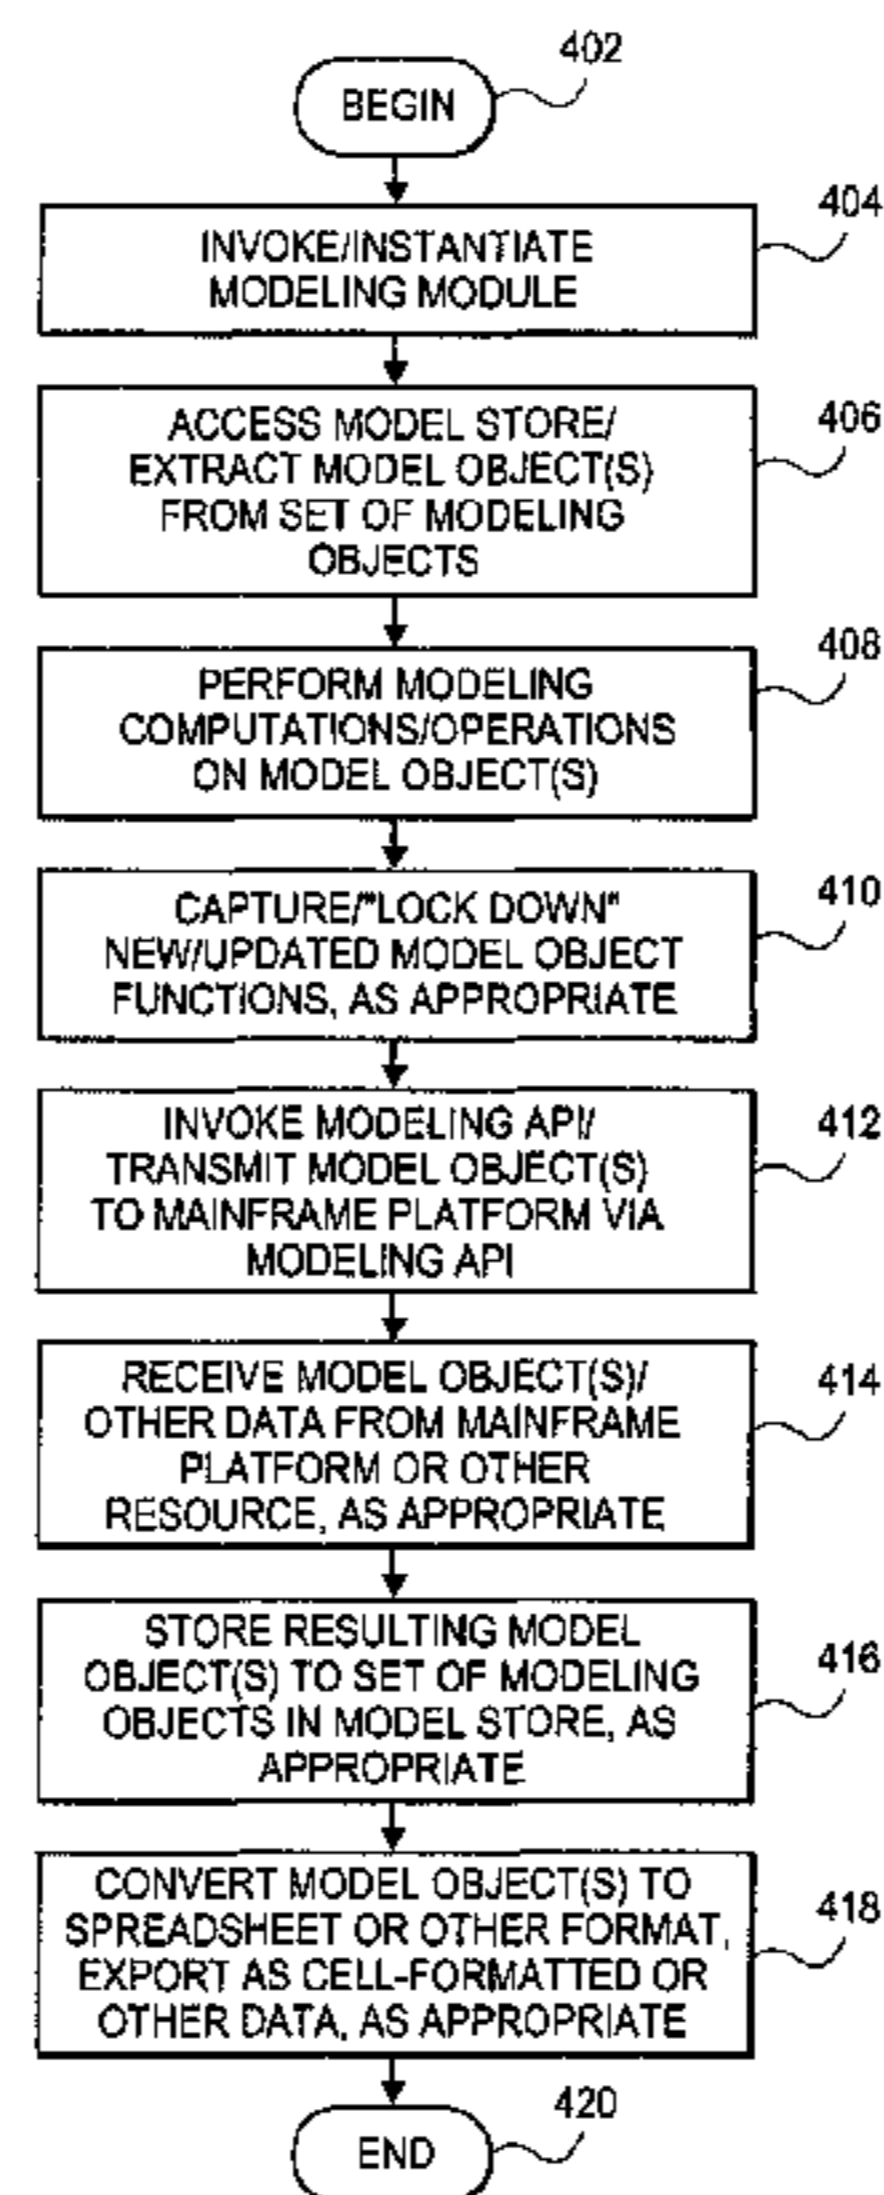 402
BEGIN
404
INVOKE/INSTANTIATE
MODELING MODULE
406
ACCESS MODEL STORE/
EXTRACT MODEL OBJECT(S)
FROM SET OF MODELING
OBJECTS
408
PERFORM MODELING
COMPUTATIONS/OPERATIONS
ON MODEL OBJECT(S)
410
CAPTURE/"LOCK DOWN"
NEW/UPDATED MODEL OBJECT
FUNCTIONS, AS APPROPRIATE
412
INVOKE MODELING API/
TRANSMIT MODEL OBJECT(S)
TO MAINFRAME PLATFORM VIA
MODELING API
414
RECEIVE MODEL OBJECT(S)/
OTHER DATA FROM MAINFRAME
PLATFORM OR OTHER
RESOURCE, AS APPROPRIATE
416
STORE RESULTING MODEL
OBJECT(S) TO SET OF MODELING
OBJECTS IN MODEL STORE, AS
APPROPRIATE
418
CONVERT MODEL OBJECT(S) TO
SPREADSHEET OR OTHER FORMAT,
EXPORT AS CELL-FORMATTED OR
OTHER DATA, AS APPROPRIATE
420
END